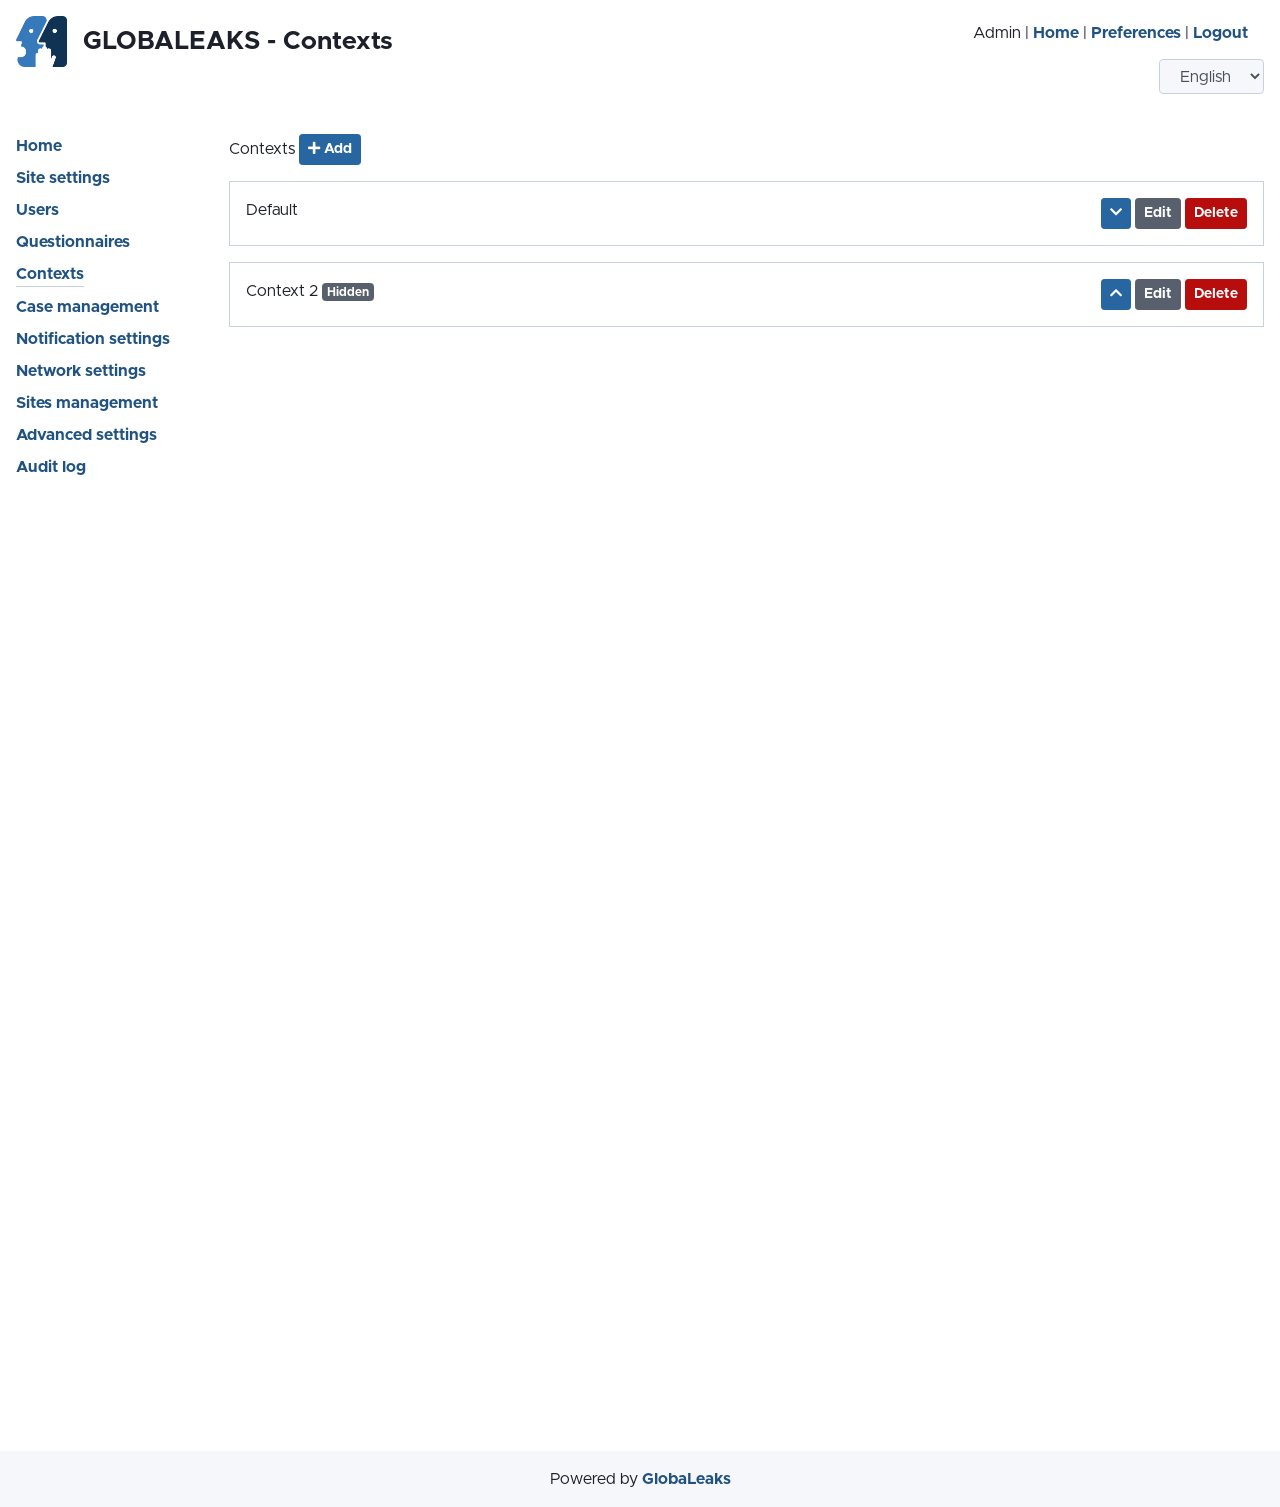 GLOBALEAKS - Contexts
Admin | Home | Preferences | Logout
English
Home
Site settings
Users
Questionnaires
Contexts
Case management
Notification settings
Network settings
Sites management
Advanced settings
Audit log
Contexts + Add
Default Edit Delete
Context 2 Hidden Edit Delete
Powered by GlobaLeaks